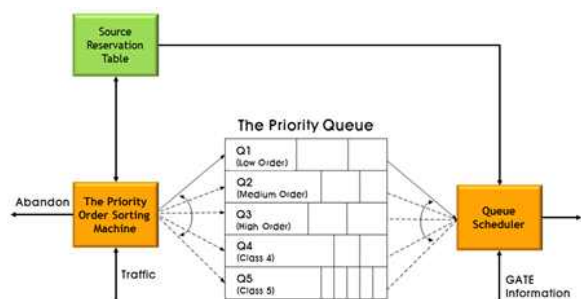 Source
Reservation
Table
The Priority Queue
Q1
(Low Order)
Q2
(Medium Order)
Q3
(High Order)
Q4
(Class 4)
Q5
(Class 5)
Abandon
The Priority
Order Sorting
Machine
Traffic
Queue
Scheduler
GATE
Information